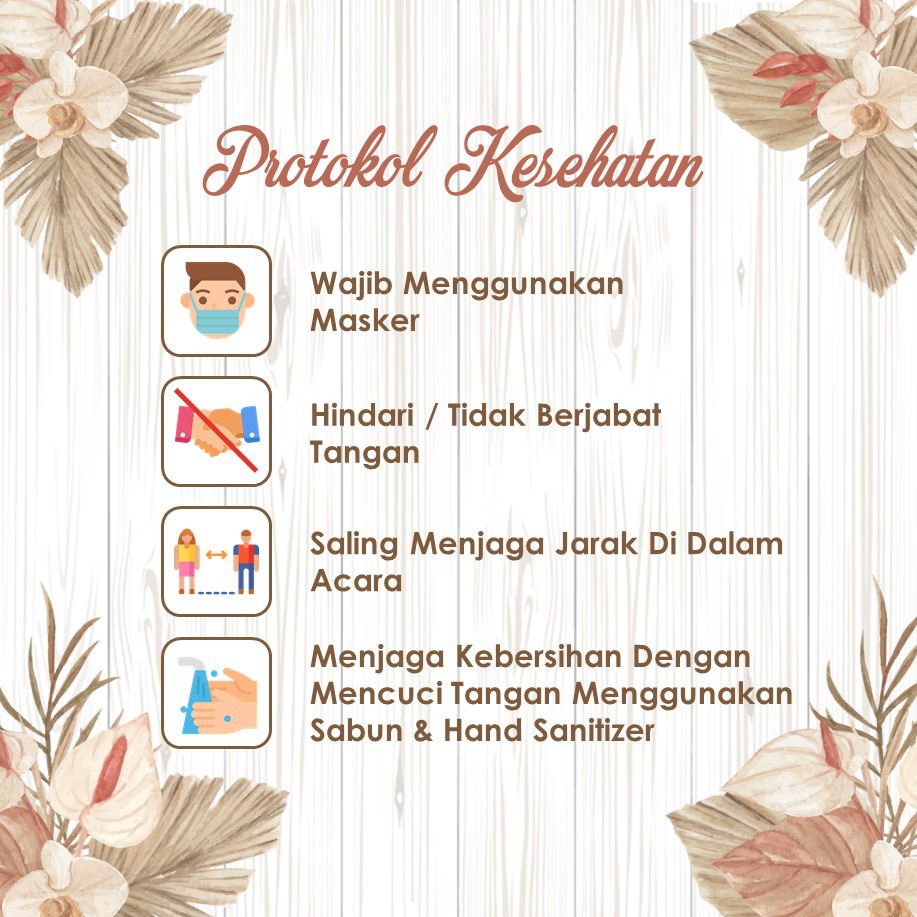 Protokol Kesehatan
Wajib Menggunakan
Masker
Hindari / Tidak Berjabat
Tangan
Saling Menjaga Jarak Di Dalam
Acara
Menjaga Kebersihan Dengan
Mencuci Tangan Menggunakan
Sabun & Hand Sanitizer